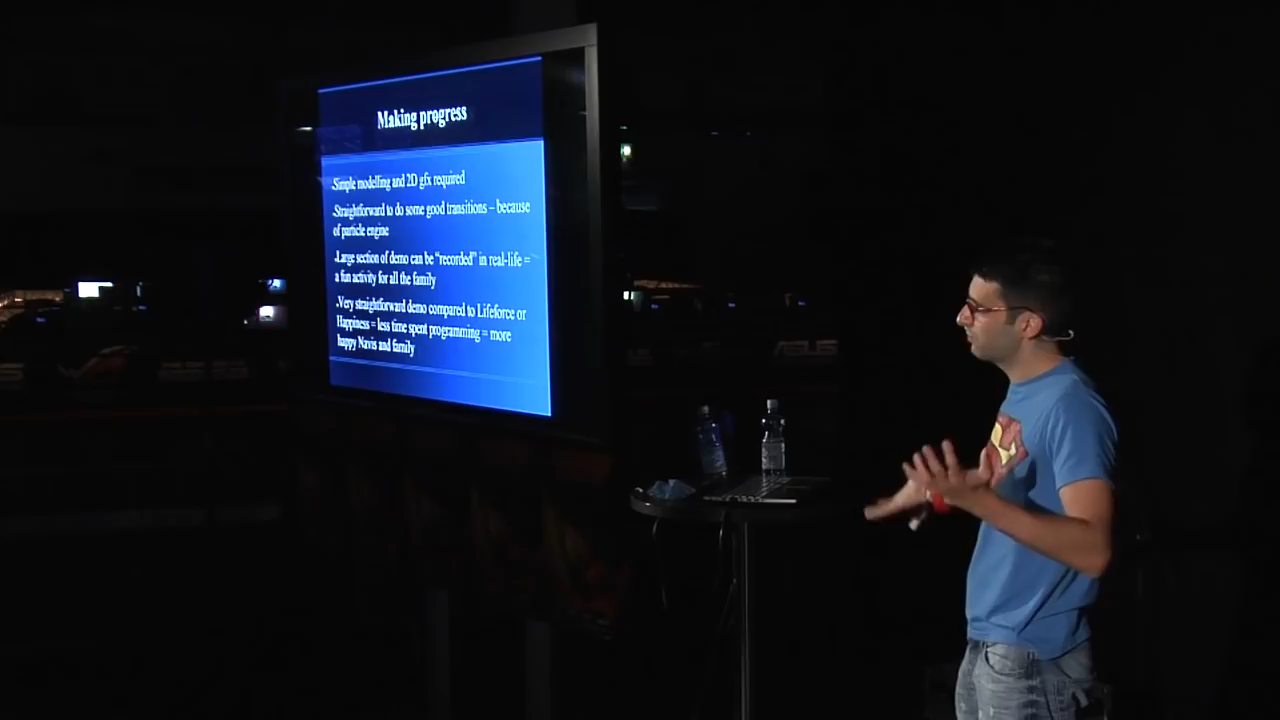 Making progress
Simple modelling and 2D gfx required
Straightforward to do some good transitions – because
of particle engine
Large section of demo can be "recorded" in real-life =
a fun activity for all the family
Very straightforward demo compared to Lifeforce or
Happiness = less time spent programming = more
happy Navis and family
ASUS